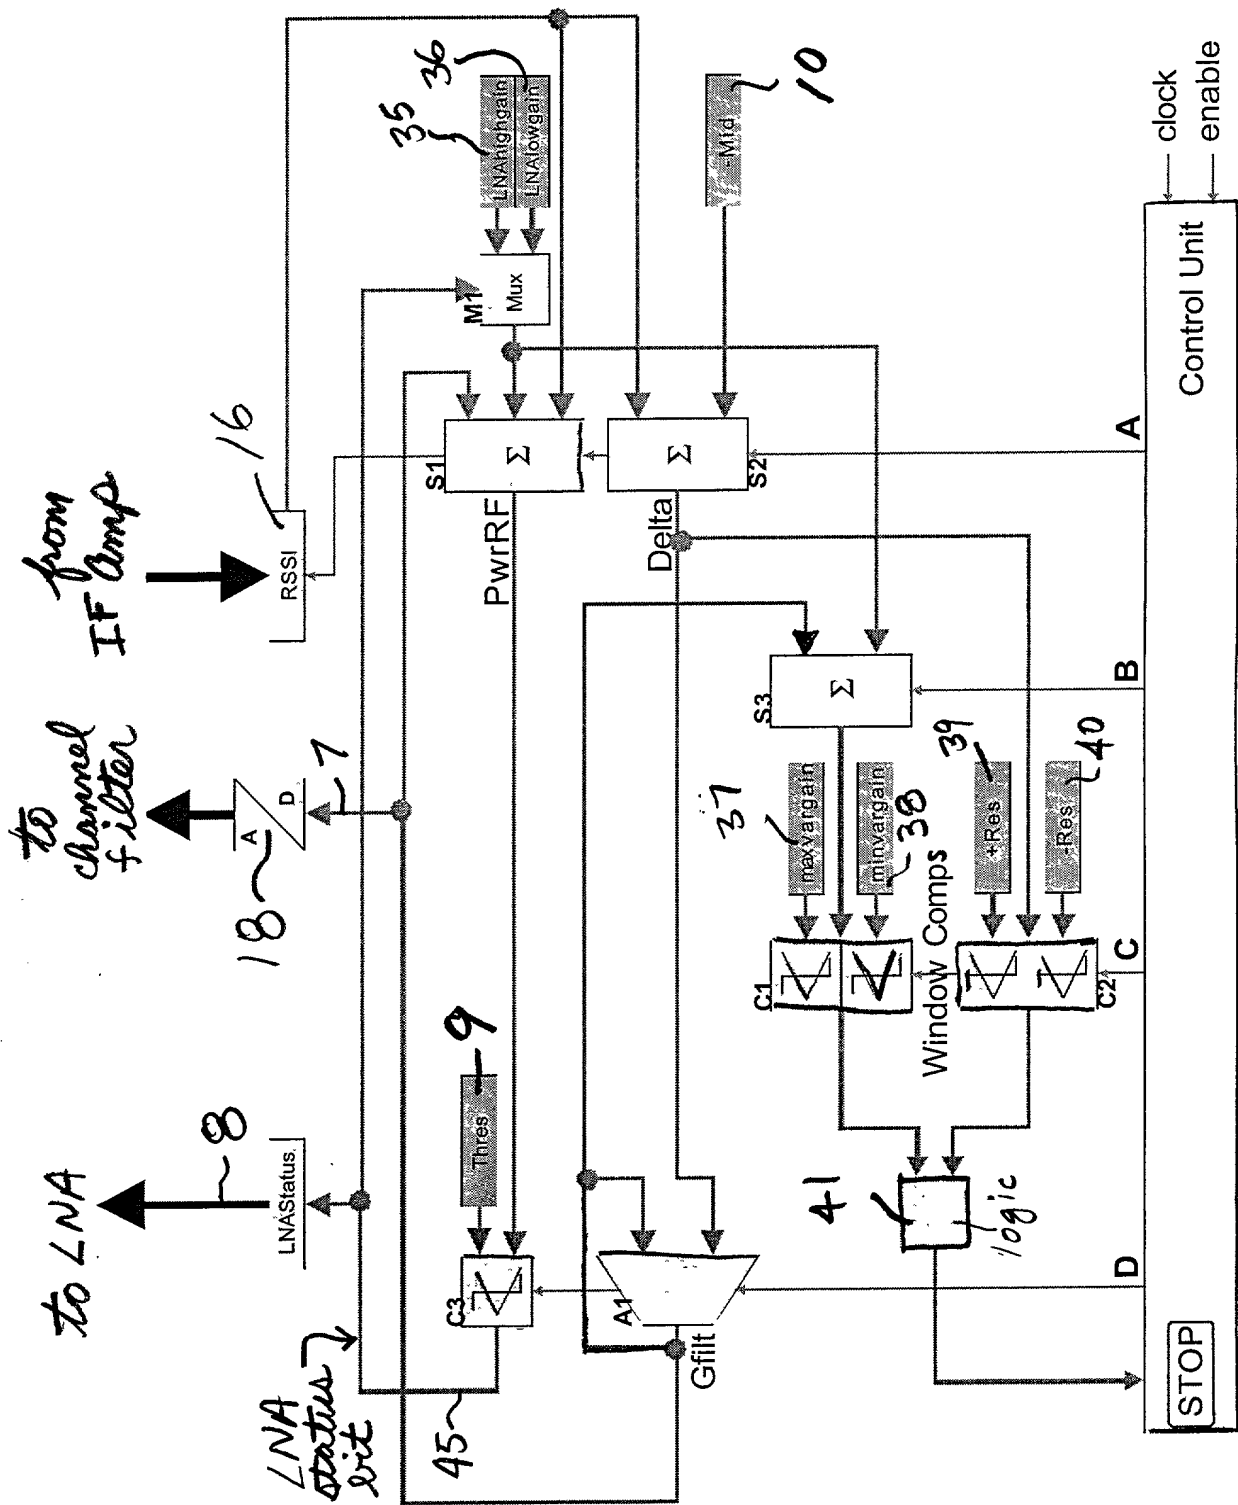 to LNA
8
LNAStatus
LNA
status
bit
45
to
channel
filter
A
D
18
7
from
IF Amp
RSSI
16
35
36
LNAhighgain
LNAlowgain
M1
Mux
-Mid
10
S1
Σ
S2
Σ
PwrRF
Delta
Thres
9
C3
A1
Gfilt
S3
Σ
37
maxvargain
minvargain
38
39
+Res
-Res
40
C1
Window Comps
C2
41
logic
A
B
C
D
STOP
Control Unit
clock
enable